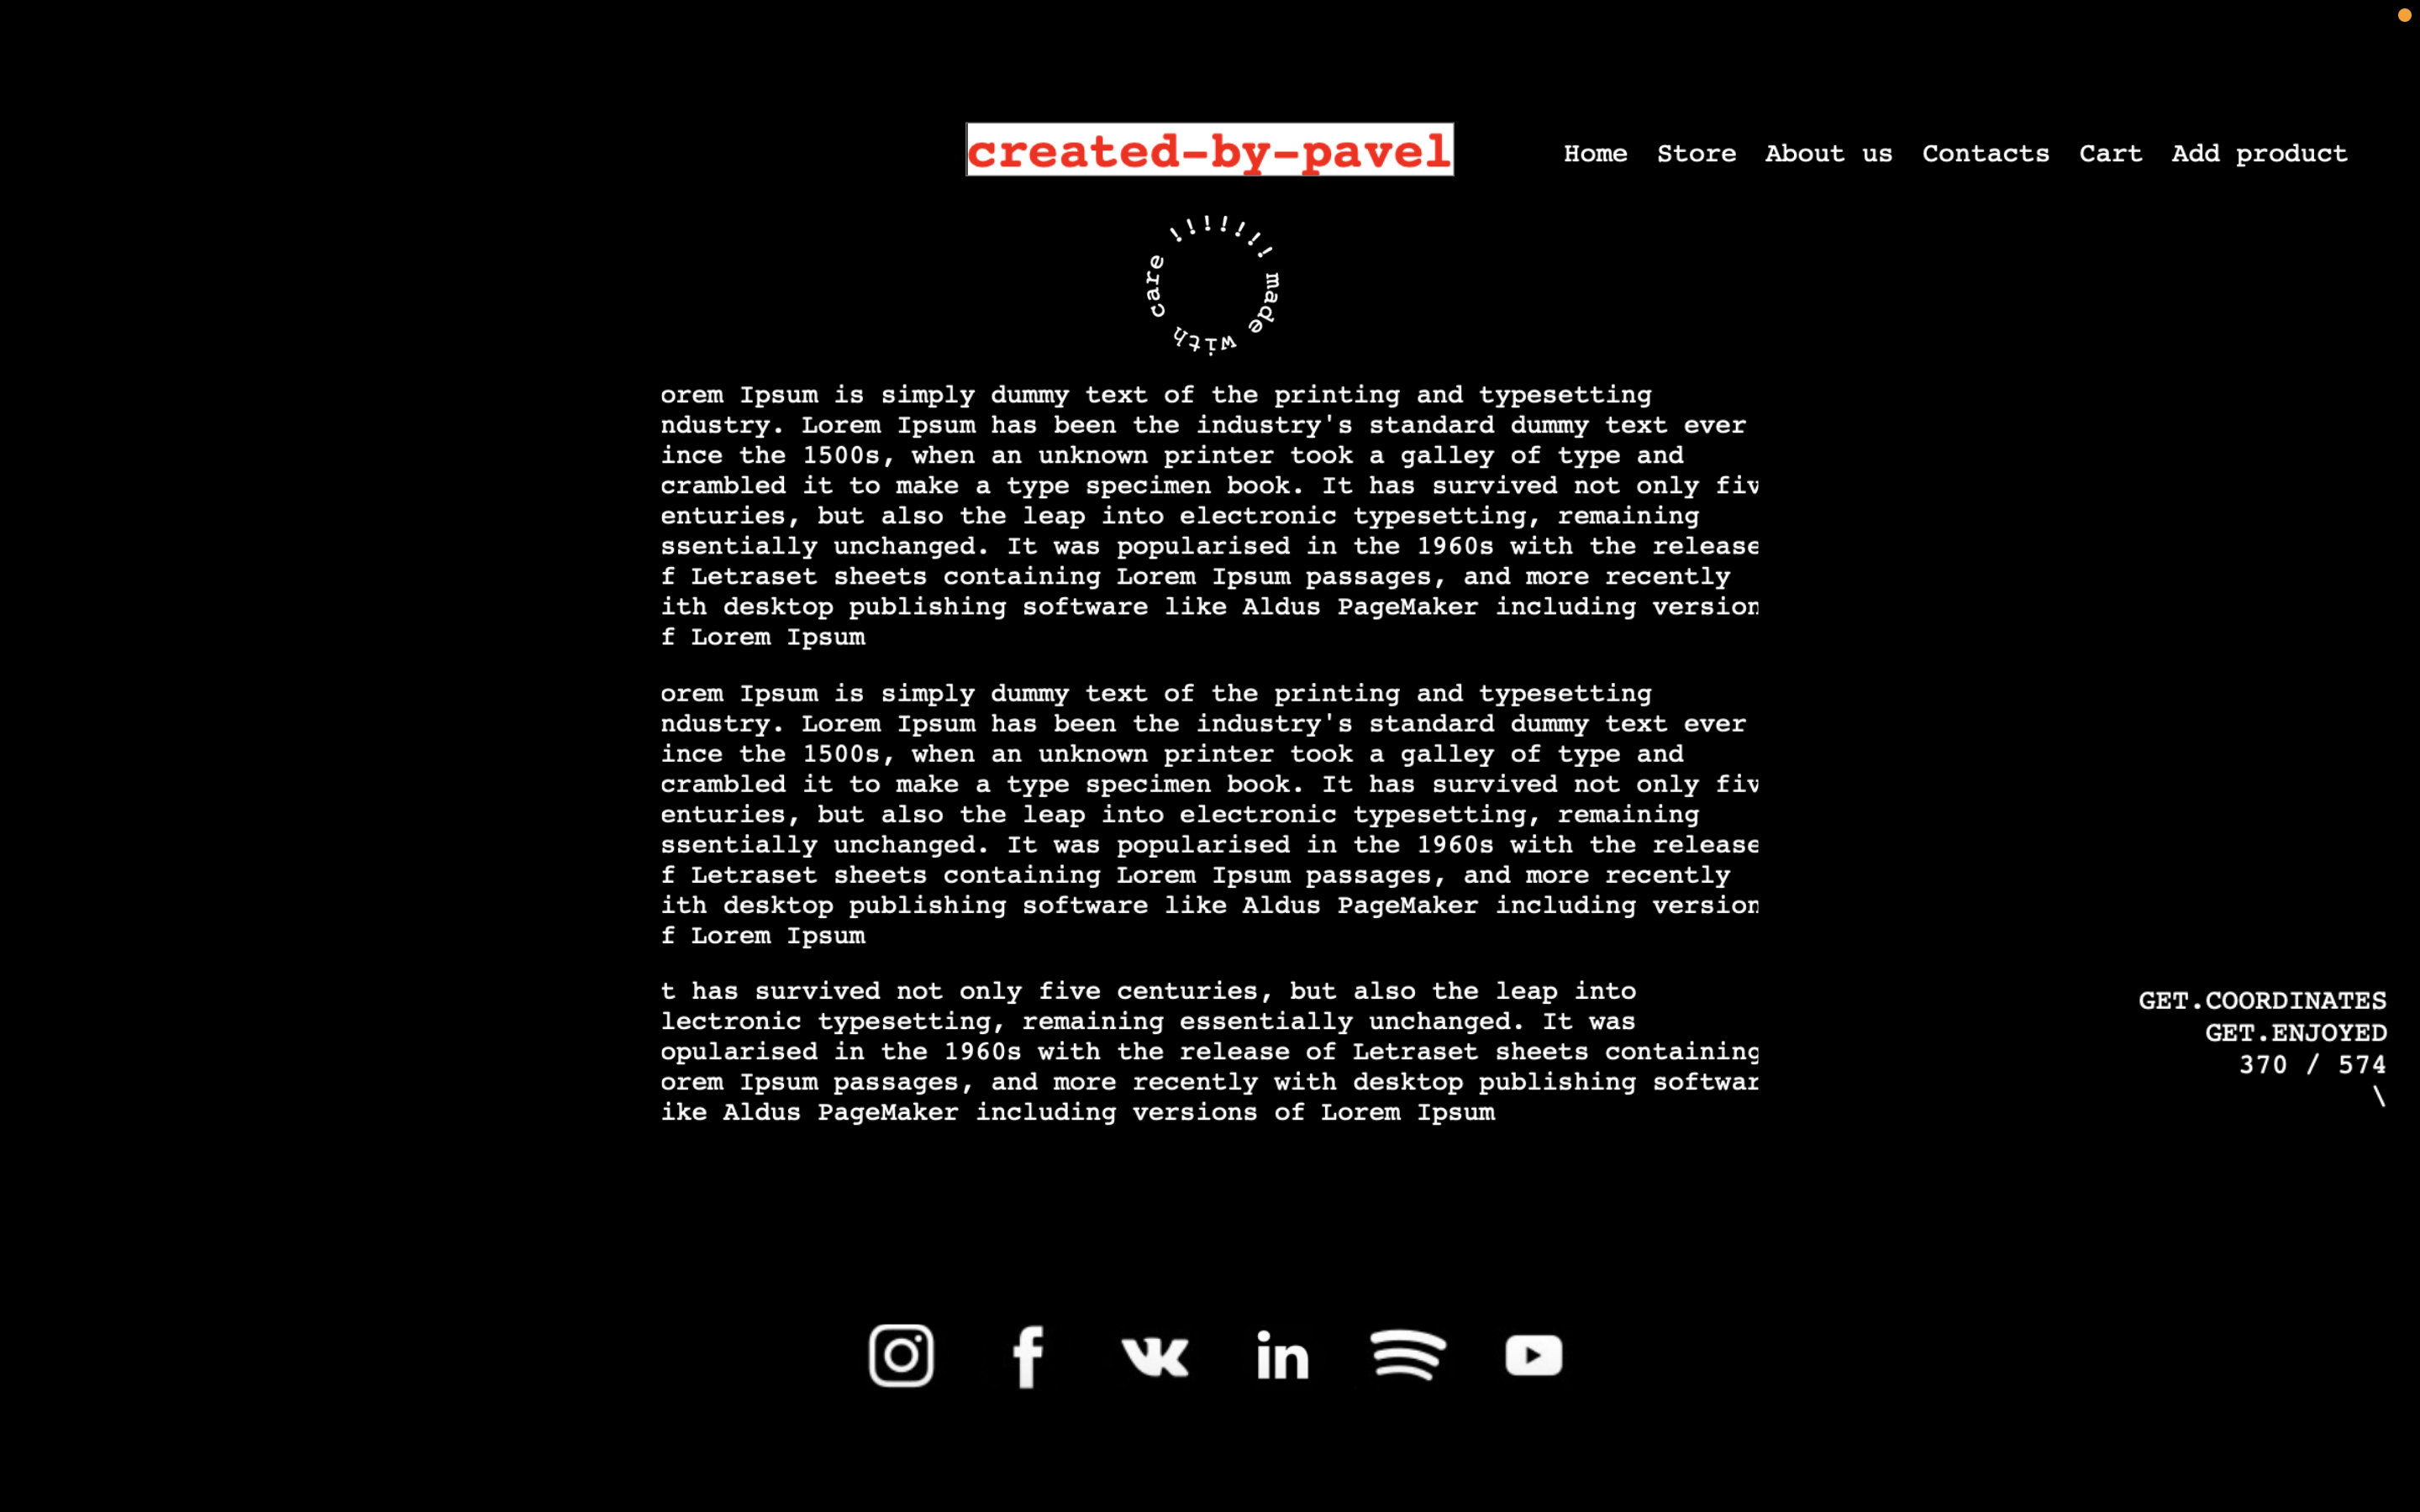 created-by-pavel
Home Store About us Contacts Cart Add product
!!!!!!! made with care
orem Ipsum is simply dummy text of the printing and typesetting
ndustry. Lorem Ipsum has been the industry's standard dummy text ever
ince the 1500s, when an unknown printer took a galley of type and
crambled it to make a type specimen book. It has survived not only fiv
enturies, but also the leap into electronic typesetting, remaining
ssentially unchanged. It was popularised in the 1960s with the release
f Letraset sheets containing Lorem Ipsum passages, and more recently
ith desktop publishing software like Aldus PageMaker including version
f Lorem Ipsum
orem Ipsum is simply dummy text of the printing and typesetting
ndustry. Lorem Ipsum has been the industry's standard dummy text ever
ince the 1500s, when an unknown printer took a galley of type and
crambled it to make a type specimen book. It has survived not only fiv
enturies, but also the leap into electronic typesetting, remaining
ssentially unchanged. It was popularised in the 1960s with the release
f Letraset sheets containing Lorem Ipsum passages, and more recently
ith desktop publishing software like Aldus PageMaker including version
f Lorem Ipsum
t has survived not only five centuries, but also the leap into
lectronic typesetting, remaining essentially unchanged. It was
opularised in the 1960s with the release of Letraset sheets containing
orem Ipsum passages, and more recently with desktop publishing softwar
ike Aldus PageMaker including versions of Lorem Ipsum
GET.COORDINATES
GET.ENJOYED
370 / 574
\